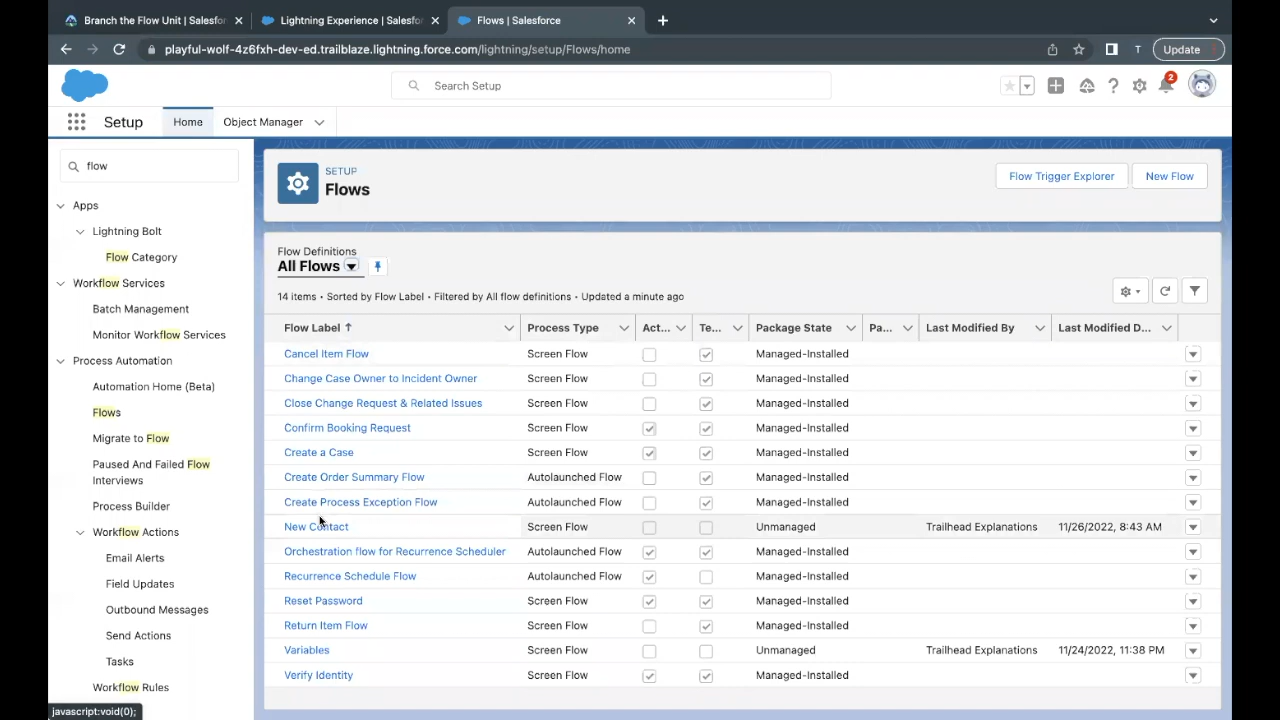 Branch the Flow Unit | Salesfor
Lightning Experience | Salesfor
Flows | Salesforce
playful-wolf-4z6fxh-dev-ed.trailblaze.lightning.force.com/lightning/setup/Flows/home
T
Update
Search Setup
2
Setup
Home
Object Manager
flow
Apps
Lightning Bolt
Flow Category
Workflow Services
Batch Management
Monitor Workflow Services
Process Automation
Automation Home (Beta)
Flows
Migrate to Flow
Paused And Failed Flow
Interviews
Process Builder
Workflow Actions
Email Alerts
Field Updates
Outbound Messages
Send Actions
Tasks
Workflow Rules
javascript:void(0);
SETUP
Flows
Flow Trigger Explorer
New Flow
Flow Definitions
All Flows
14 items • Sorted by Flow Label • Filtered by All flow definitions • Updated a minute ago
Flow Label ↑ Process Type Act... Te... Package State Pa... Last Modified By Last Modified D...
Cancel Item Flow Screen Flow Managed-Installed
Change Case Owner to Incident Owner Screen Flow Managed-Installed
Close Change Request & Related Issues Screen Flow Managed-Installed
Confirm Booking Request Screen Flow Managed-Installed
Create a Case Screen Flow Managed-Installed
Create Order Summary Flow Autolaunched Flow Managed-Installed
Create Process Exception Flow Autolaunched Flow Managed-Installed
New Contact Screen Flow Unmanaged Trailhead Explanations 11/26/2022, 8:43 AM
Orchestration flow for Recurrence Scheduler Autolaunched Flow Managed-Installed
Recurrence Schedule Flow Autolaunched Flow Managed-Installed
Reset Password Screen Flow Managed-Installed
Return Item Flow Screen Flow Managed-Installed
Variables Screen Flow Unmanaged Trailhead Explanations 11/24/2022, 11:38 PM
Verify Identity Screen Flow Managed-Installed